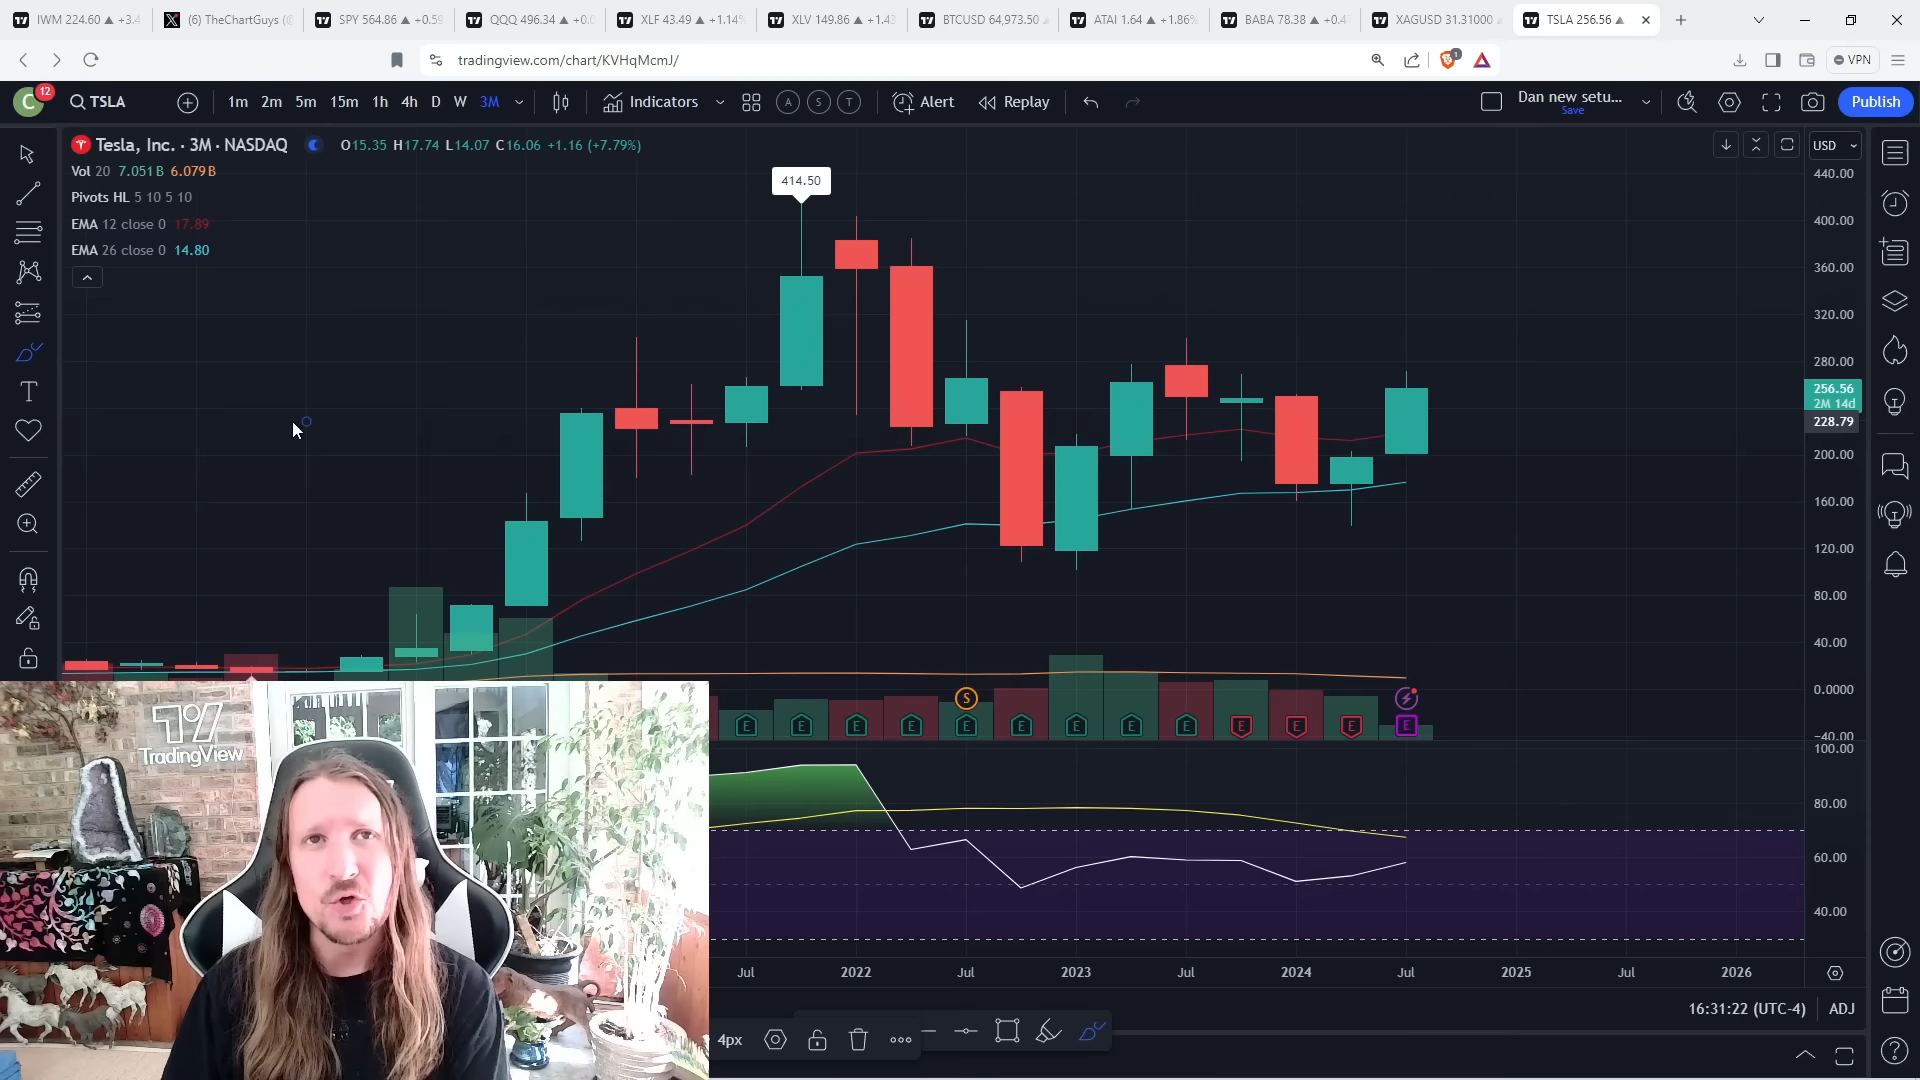 IWM 224.60 ▲ +3.4
(6) TheChartGuys (@
SPY 564.86 ▲ +0.59
QQQ 496.34 ▲ +0.0
XLF 43.49 ▲ +1.14%
XLV 149.86 ▲ +1.43
BTCUSD 64,973.50
ATAI 1.64 ▲ +1.86%
BABA 78.38 ▲ +0.4
XAGUSD 31.31000
TSLA 256.56 ▲
tradingview.com/chart/KVHqMcmJ/
1
VPN
C
12
TSLA
1m 2m 5m 15m 1h 4h D W 3M
Indicators
A S T
Alert
Replay
Dan new setu...
Save
Publish
Tesla, Inc. · 3M · NASDAQ
O15.35 H17.74 L14.07 C16.06 +1.16 (+7.79%)
Vol 20 7.051B 6.079B
Pivots HL 5 10 5 10
EMA 12 close 0 17.89
EMA 26 close 0 14.80
414.50
USD
440.00
400.00
360.00
320.00
280.00
256.56
2M 14d
228.79
200.00
160.00
120.00
80.00
40.00
0.0000
−40.00
S
E E E E E E E E E E E E E
100.00
80.00
60.00
40.00
TradingView
Jul 2022 Jul 2023 Jul 2024 Jul 2025 Jul 2026
16:31:22 (UTC-4) ADJ
4px